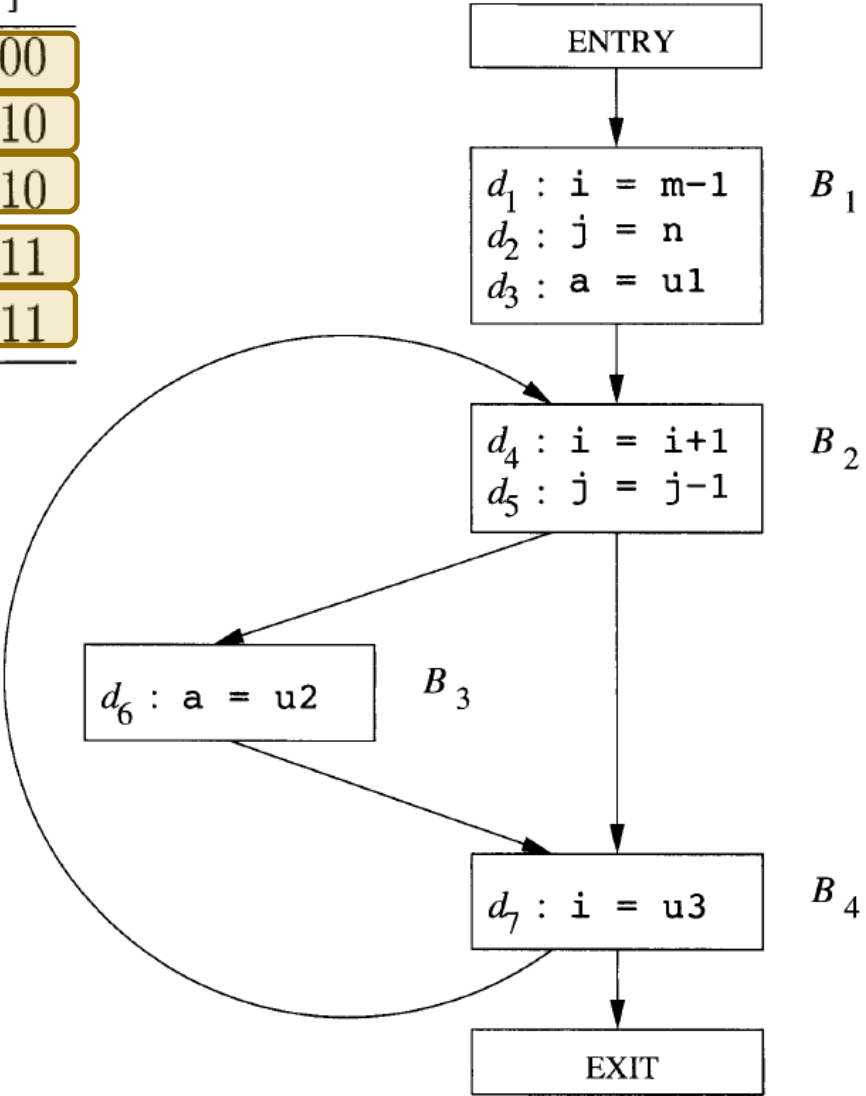 ]
00
10
10
11
11
ENTRY
d1 : i = m-1
d2 : j = n
d3 : a = u1
B 1
d4 : i = i+1
d5 : j = j-1
B 2
d6 : a = u2
B 3
d7 : i = u3
B 4
EXIT